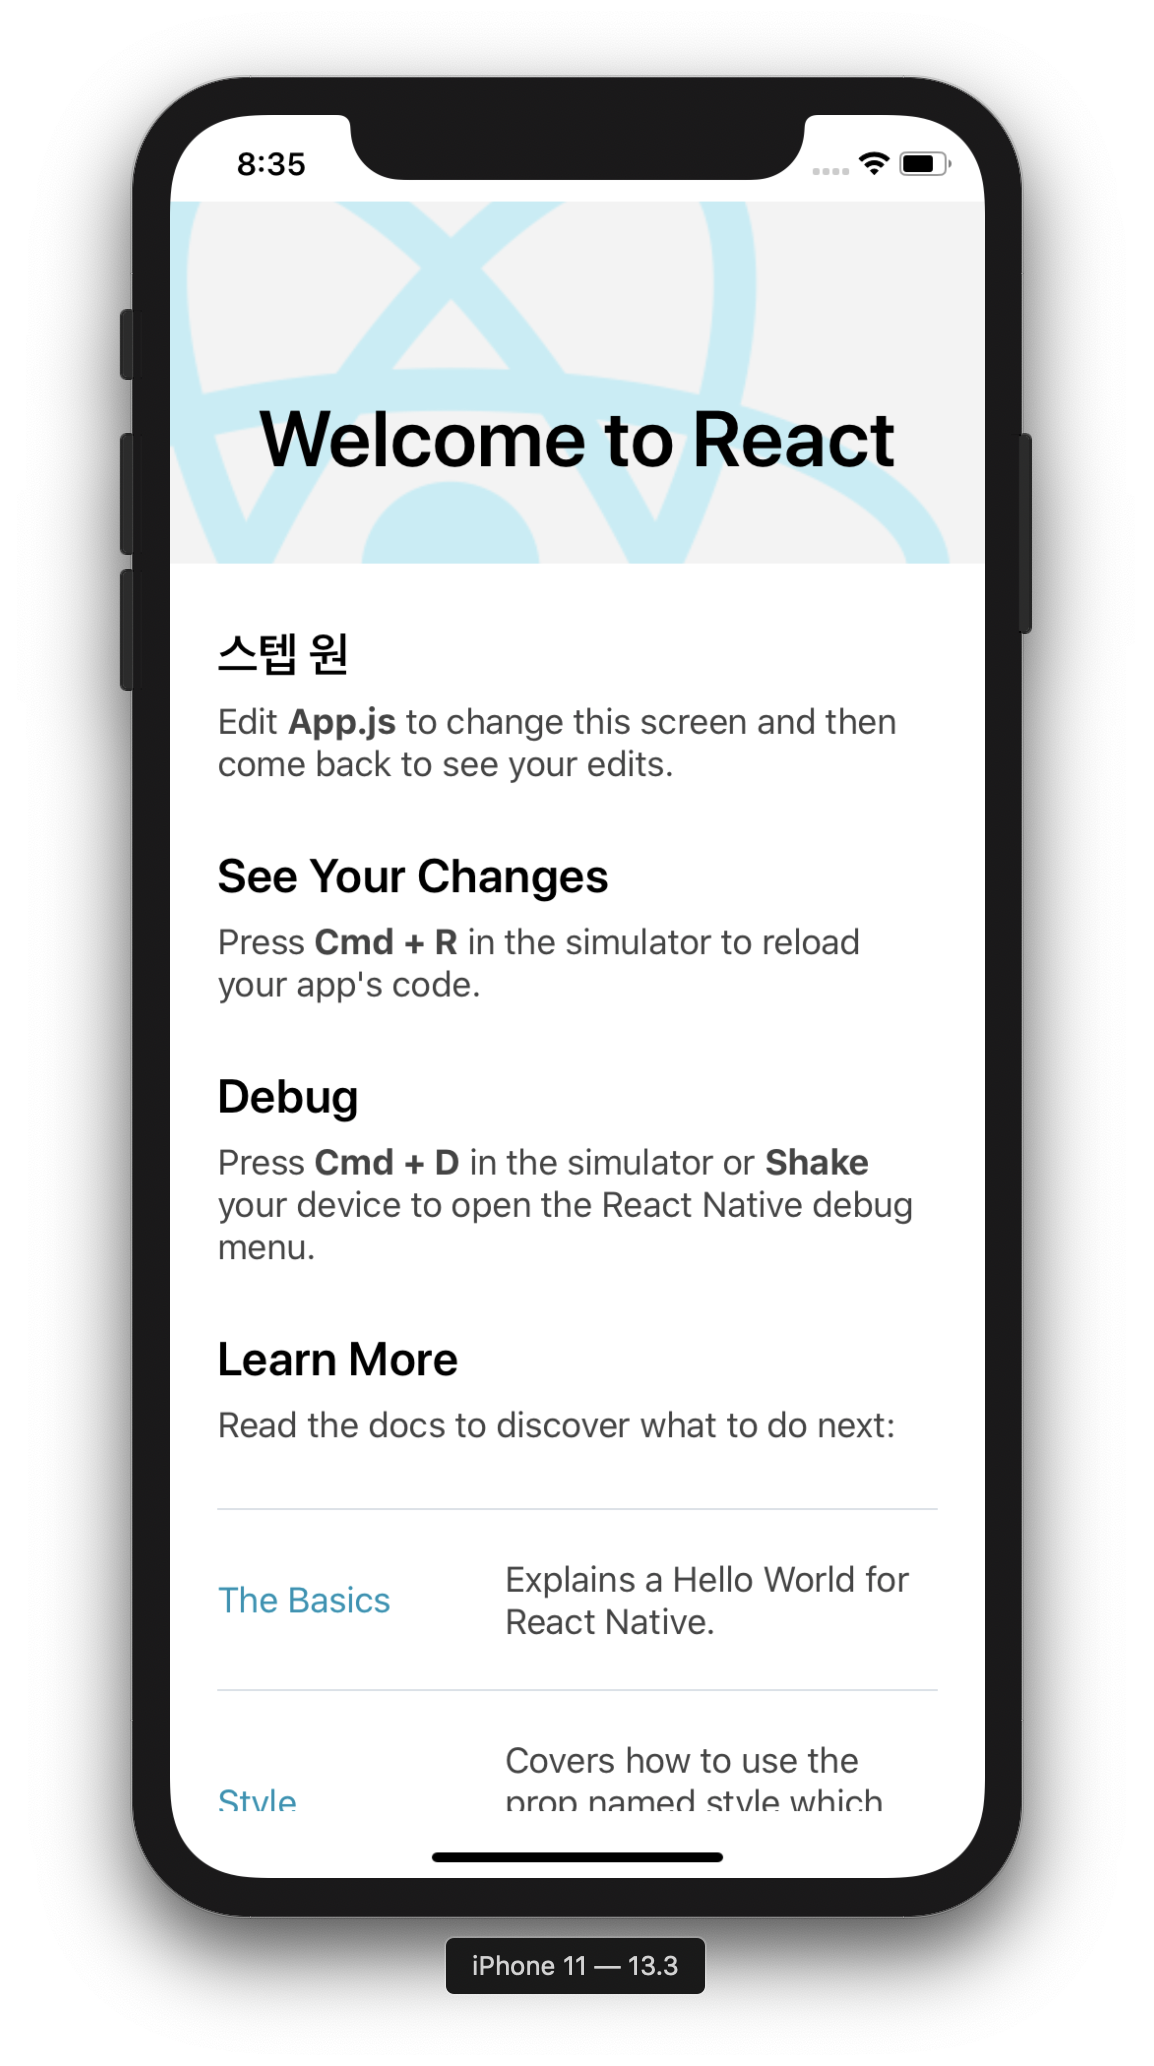 8:35
Welcome to React
스텝 원
Edit App.js to change this screen and then
come back to see your edits.
See Your Changes
Press Cmd + R in the simulator to reload
your app's code.
Debug
Press Cmd + D in the simulator or Shake
your device to open the React Native debug
menu.
Learn More
Read the docs to discover what to do next:
The Basics
Explains a Hello World for
React Native.
Style
Covers how to use the
prop named style which
iPhone 11 — 13.3